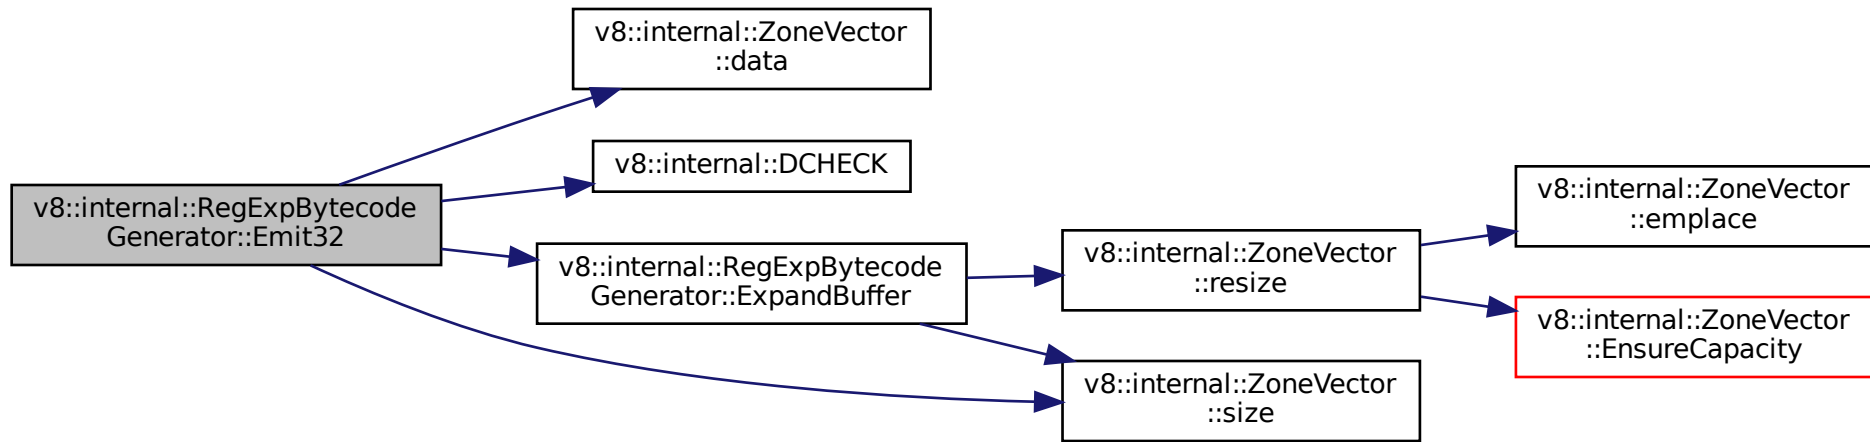 v8::internal::ZoneVector
::data
v8::internal::DCHECK
v8::internal::RegExpBytecode
Generator::Emit32
v8::internal::RegExpBytecode
Generator::ExpandBuffer
v8::internal::ZoneVector
::resize
v8::internal::ZoneVector
::size
v8::internal::ZoneVector
::emplace
v8::internal::ZoneVector
::EnsureCapacity